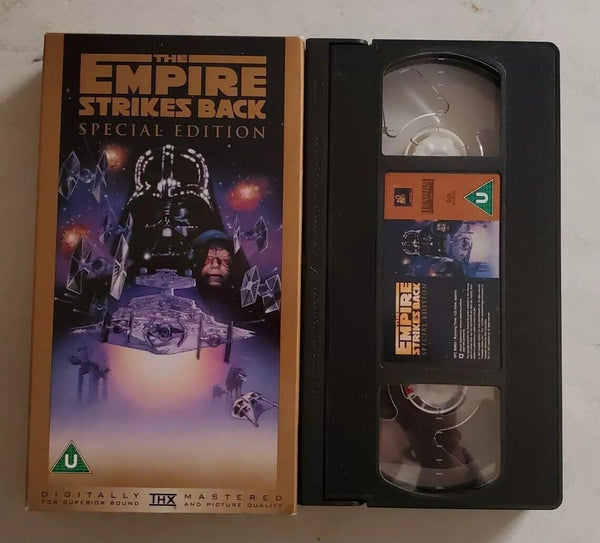 THE
EMPIRE
STRIKES BACK
SPECIAL EDITION
U
DIGITALLY THX MASTERED
FOR SUPERIOR SOUND AND PICTURE QUALITY
U
THE
EMPIRE
STRIKES BACK
SPECIAL EDITION